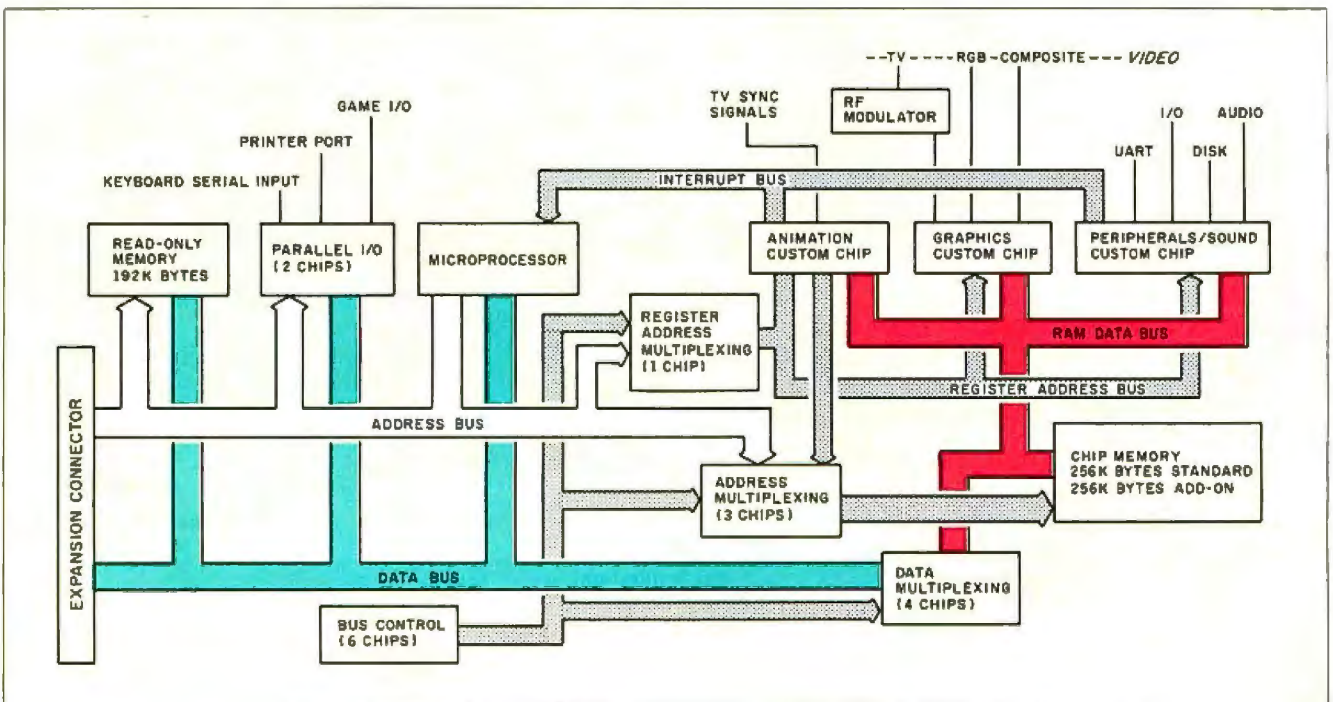 --TV----RGB-COMPOSITE---VIDEO
TV SYNC
SIGNALS
RF
MODULATOR
GAME I/O
PRINTER PORT
KEYBOARD SERIAL INPUT
I/O
AUDIO
UART
DISK
INTERRUPT BUS
READ-ONLY
MEMORY
192K BYTES
PARALLEL I/O
(2 CHIPS)
MICROPROCESSOR
ANIMATION
CUSTOM CHIP
GRAPHICS
CUSTOM CHIP
PERIPHERALS/SOUND
CUSTOM CHIP
REGISTER
ADDRESS
MULTIPLEXING
(1 CHIP)
RAM DATA BUS
REGISTER ADDRESS BUS
EXPANSION CONNECTOR
ADDRESS BUS
ADDRESS
MULTIPLEXING
(3 CHIPS)
CHIP MEMORY
256K BYTES STANDARD
256K BYTES ADD-ON
DATA BUS
DATA
MULTIPLEXING
(4 CHIPS)
BUS CONTROL
(6 CHIPS)